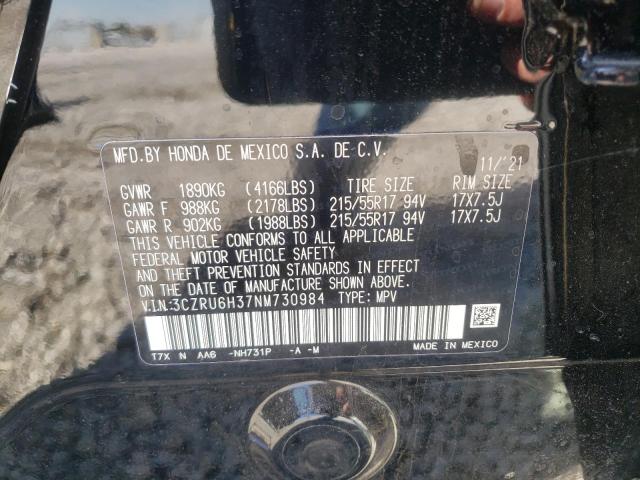 MFD.BY HONDA DE MEXICO S.A. DE C.V. 11/'21
GVWR 1890KG (4166LBS) TIRE SIZE RIM SIZE
GAWR F 988KG (2178LBS) 215/55R17 94V 17X7.5J
GAWR R 902KG (1988LBS) 215/55R17 94V 17X7.5J
THIS VEHICLE CONFORMS TO ALL APPLICABLE
FEDERAL MOTOR VEHICLE SAFETY
AND THEFT PREVENTION STANDARDS IN EFFECT
ON THE DATE OF MANUFACTURE SHOWN ABOVE.
V.I.N:3CZRU6H37NM730984 TYPE: MPV
T7X N AA6 -NH731P -A -M MADE IN MEXICO